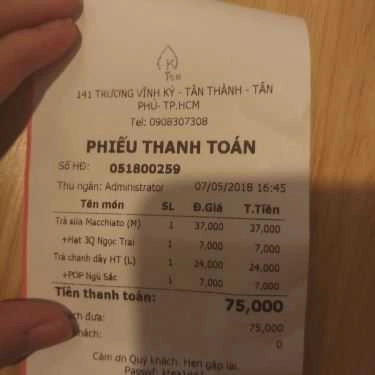 K
TEA
141 TRƯƠNG VĨNH KÝ - TÂN THÀNH - TÂN
PHÚ- TP.HCM
Tel: 0908307308
PHIẾU THANH TOÁN
Số HĐ: 051800259
Thu ngân: Administrator 07/05/2018 16:45
Tên món SL Đ.Giá T.Tiền
Trà sữa Macchiato (M) 1 37,000 37,000
+Hạt 3Q Ngọc Trai 1 7,000 7,000
Trà chanh dây HT (L) 1 24,000 24,000
+POP Ngũ Sắc 1 7,000 7,000
Tiền thanh toán: 75,000
đưa: 75,000
khách: 0
Cảm ơn Quý khách. Hẹn gặp lại.